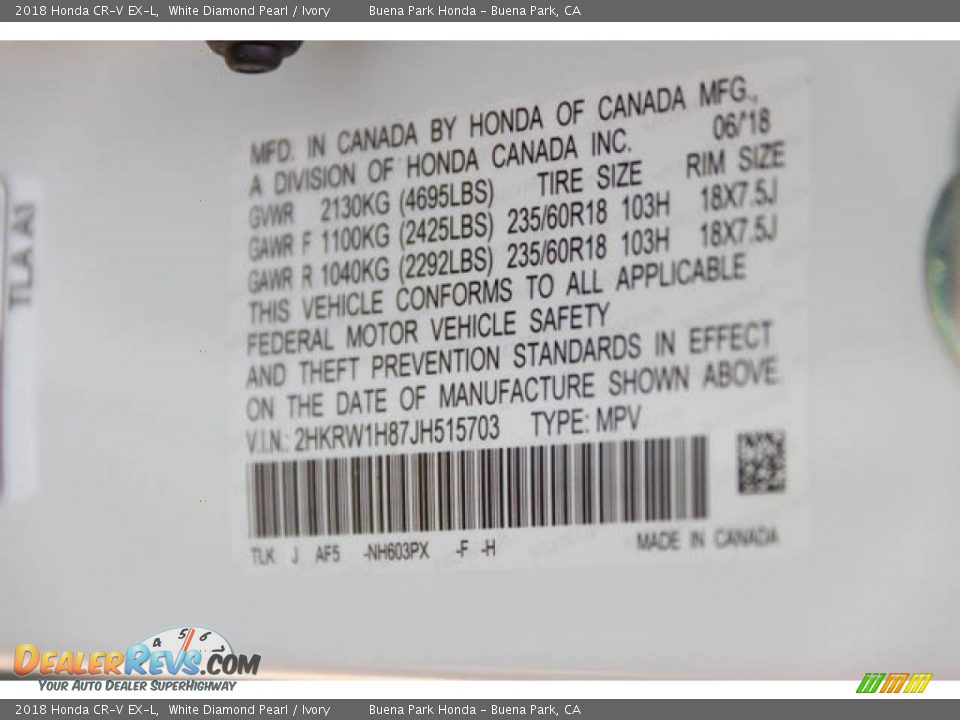 2018 Honda CR-V EX-L, White Diamond Pearl / Ivory Buena Park Honda - Buena Park, CA
MFD. IN CANADA BY HONDA OF CANADA MFG.,
A DIVISION OF HONDA CANADA INC. 06/18
GVWR 2130KG (4695LBS) TIRE SIZE RIM SIZE
GAWR F 1100KG (2425LBS) 235/60R18 103H 18X7.5J
GAWR R 1040KG (2292LBS) 235/60R18 103H 18X7.5J
THIS VEHICLE CONFORMS TO ALL APPLICABLE
FEDERAL MOTOR VEHICLE SAFETY
AND THEFT PREVENTION STANDARDS IN EFFECT
ON THE DATE OF MANUFACTURE SHOWN ABOVE.
V.I.N.: 2HKRW1H87JH515703 TYPE: MPV
TLK J AF5 -NH603PX -F -H MADE IN CANADA
TLA A1
4 5 6
DEALERREVS.COM
YOUR AUTO DEALER SUPERHIGHWAY
2018 Honda CR-V EX-L, White Diamond Pearl / Ivory Buena Park Honda - Buena Park, CA